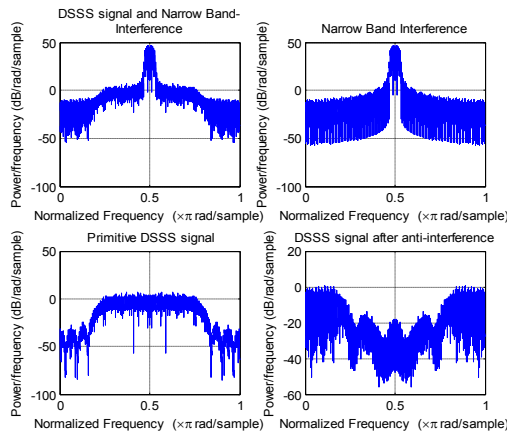 DSSS signal and Narrow Band-
Interference
Power/frequency (dB/rad/sample)
50
0
-50
-100
0
0.5
1
Normalized Frequency (×π rad/sample)
Narrow Band Interference
Power/frequency (dB/rad/sample)
50
0
-50
-100
0
0.5
1
Normalized Frequency (×π rad/sample)
Primitive DSSS signal
Power/frequency (dB/rad/sample)
50
0
-50
-100
0
0.5
1
Normalized Frequency (×π rad/sample)
DSSS signal after anti-interference
Power/frequency (dB/rad/sample)
20
0
-20
-40
-60
0
0.5
1
Normalized Frequency (×π rad/sample)